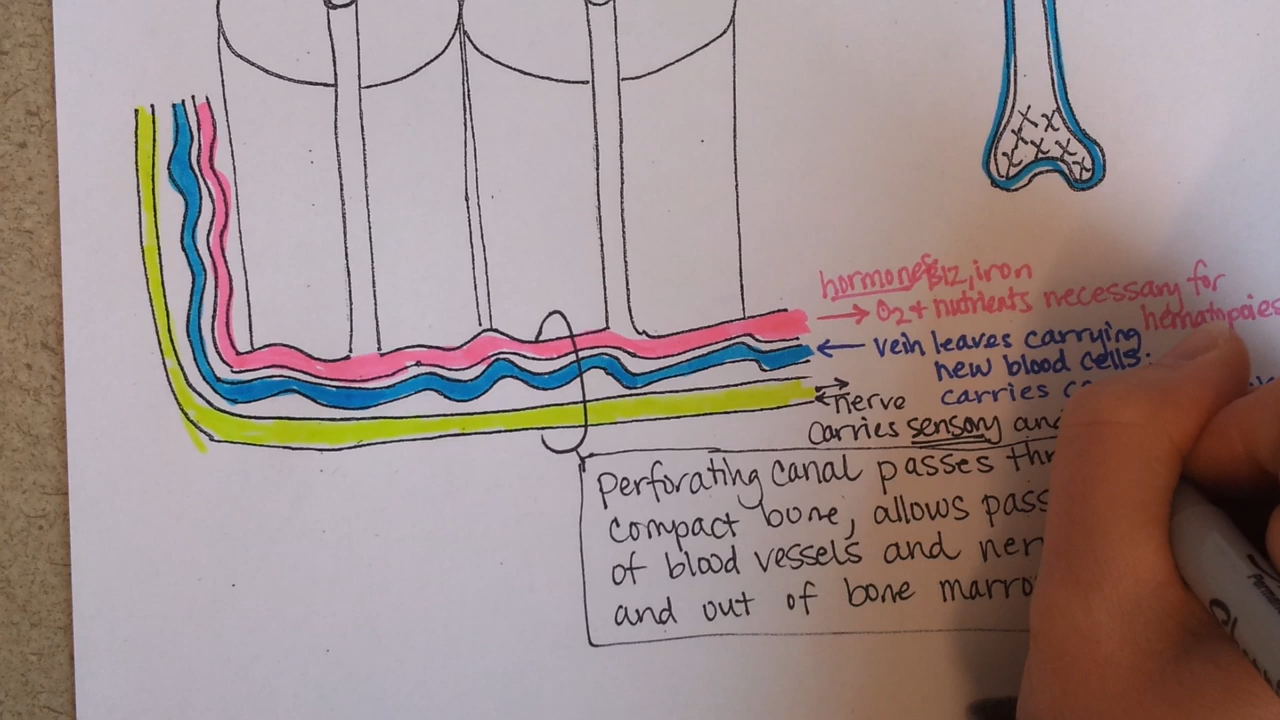 hormones B12, iron
→ O2 + nutrients necessary for
hematopoies
← vein leaves carrying
new blood cells.
carries
nerve
carries sensory and
Perforating canal passes thr
compact bone, allows pass
of blood vessels and ner
and out of bone marro